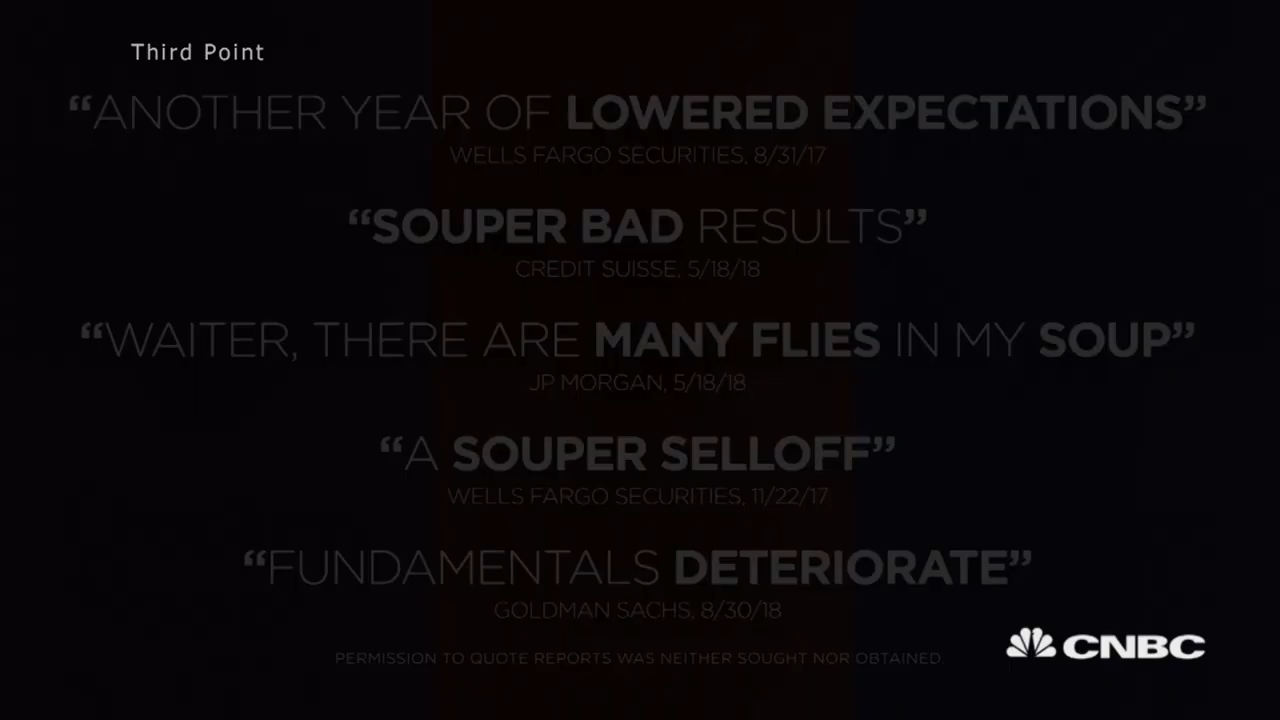 Third Point
“ANOTHER YEAR OF LOWERED EXPECTATIONS”
WELLS FARGO SECURITIES, 8/31/17
“SOUPER BAD RESULTS”
CREDIT SUISSE, 5/18/18
“WAITER, THERE ARE MANY FLIES IN MY SOUP”
JP MORGAN, 5/18/18
“A SOUPER SELLOFF”
WELLS FARGO SECURITIES, 11/22/17
“FUNDAMENTALS DETERIORATE”
GOLDMAN SACHS, 8/30/18
PERMISSION TO QUOTE REPORTS WAS NEITHER SOUGHT NOR OBTAINED.
CNBC